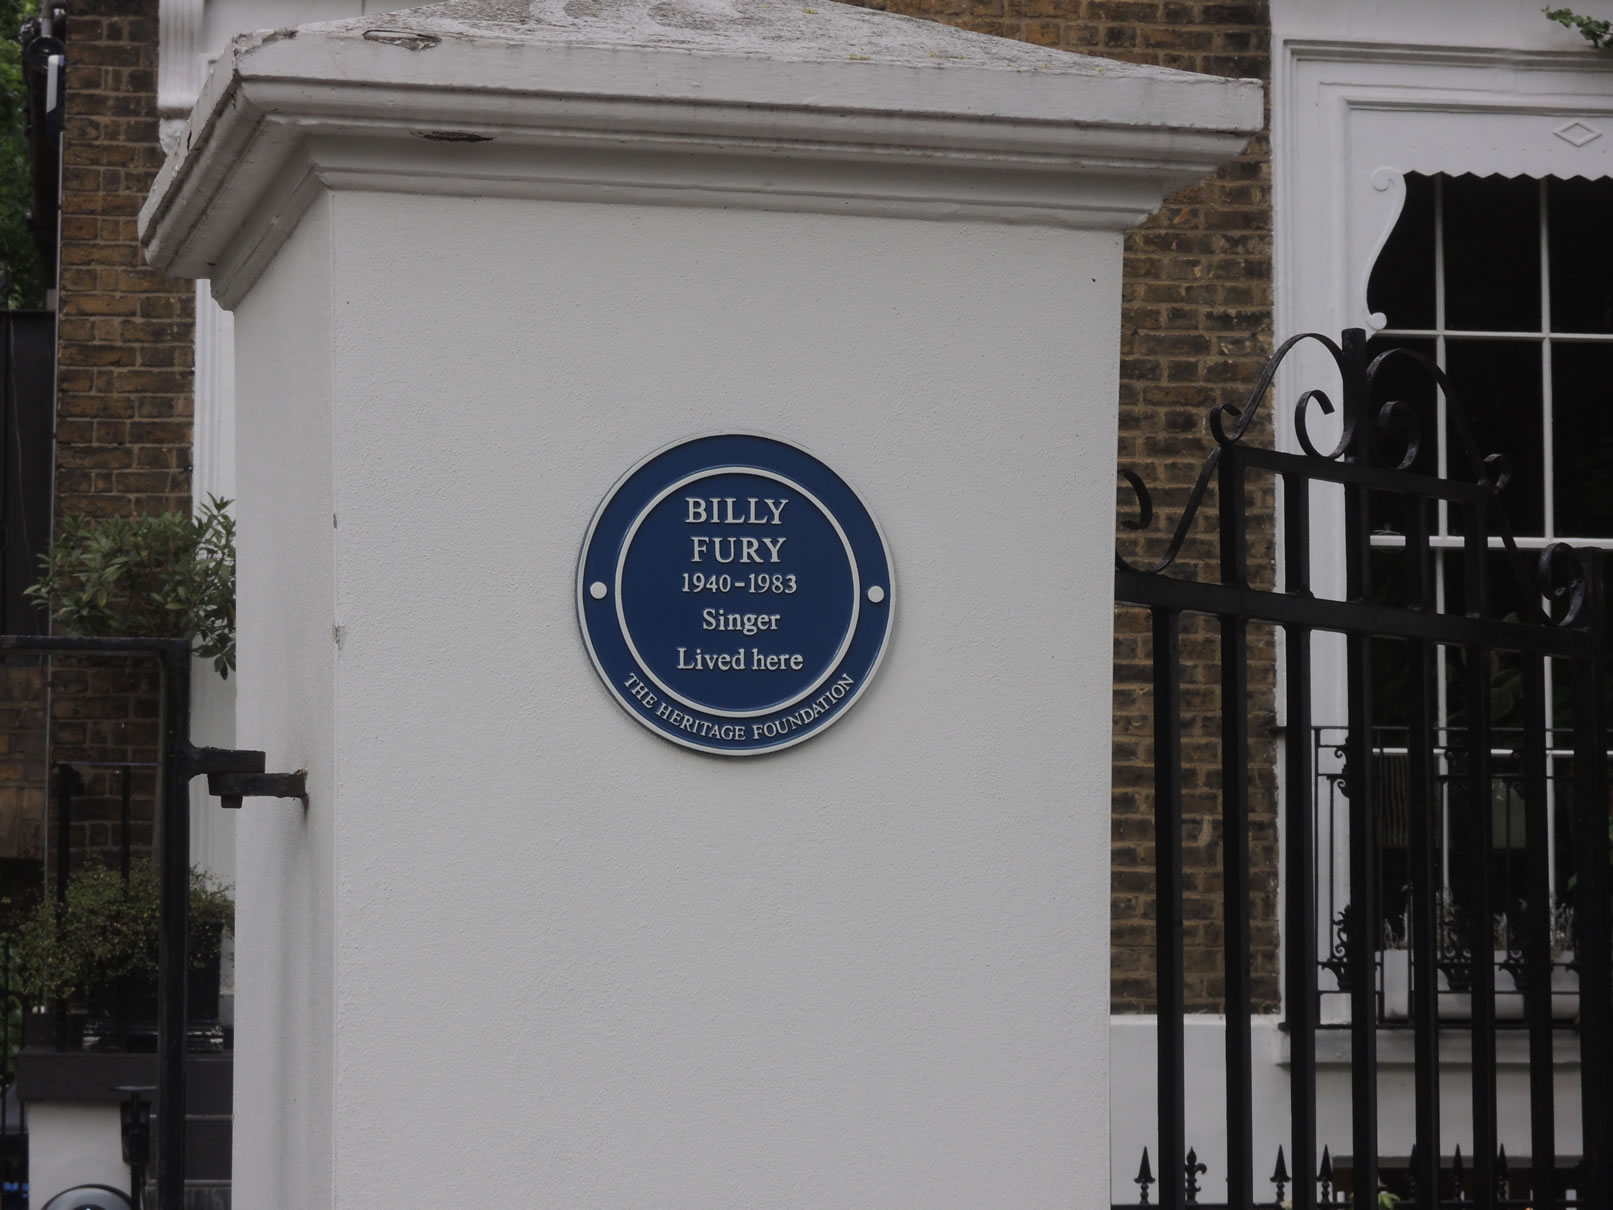 BILLY
FURY
1940-1983
Singer
Lived here
THE HERITAGE FOUNDATION